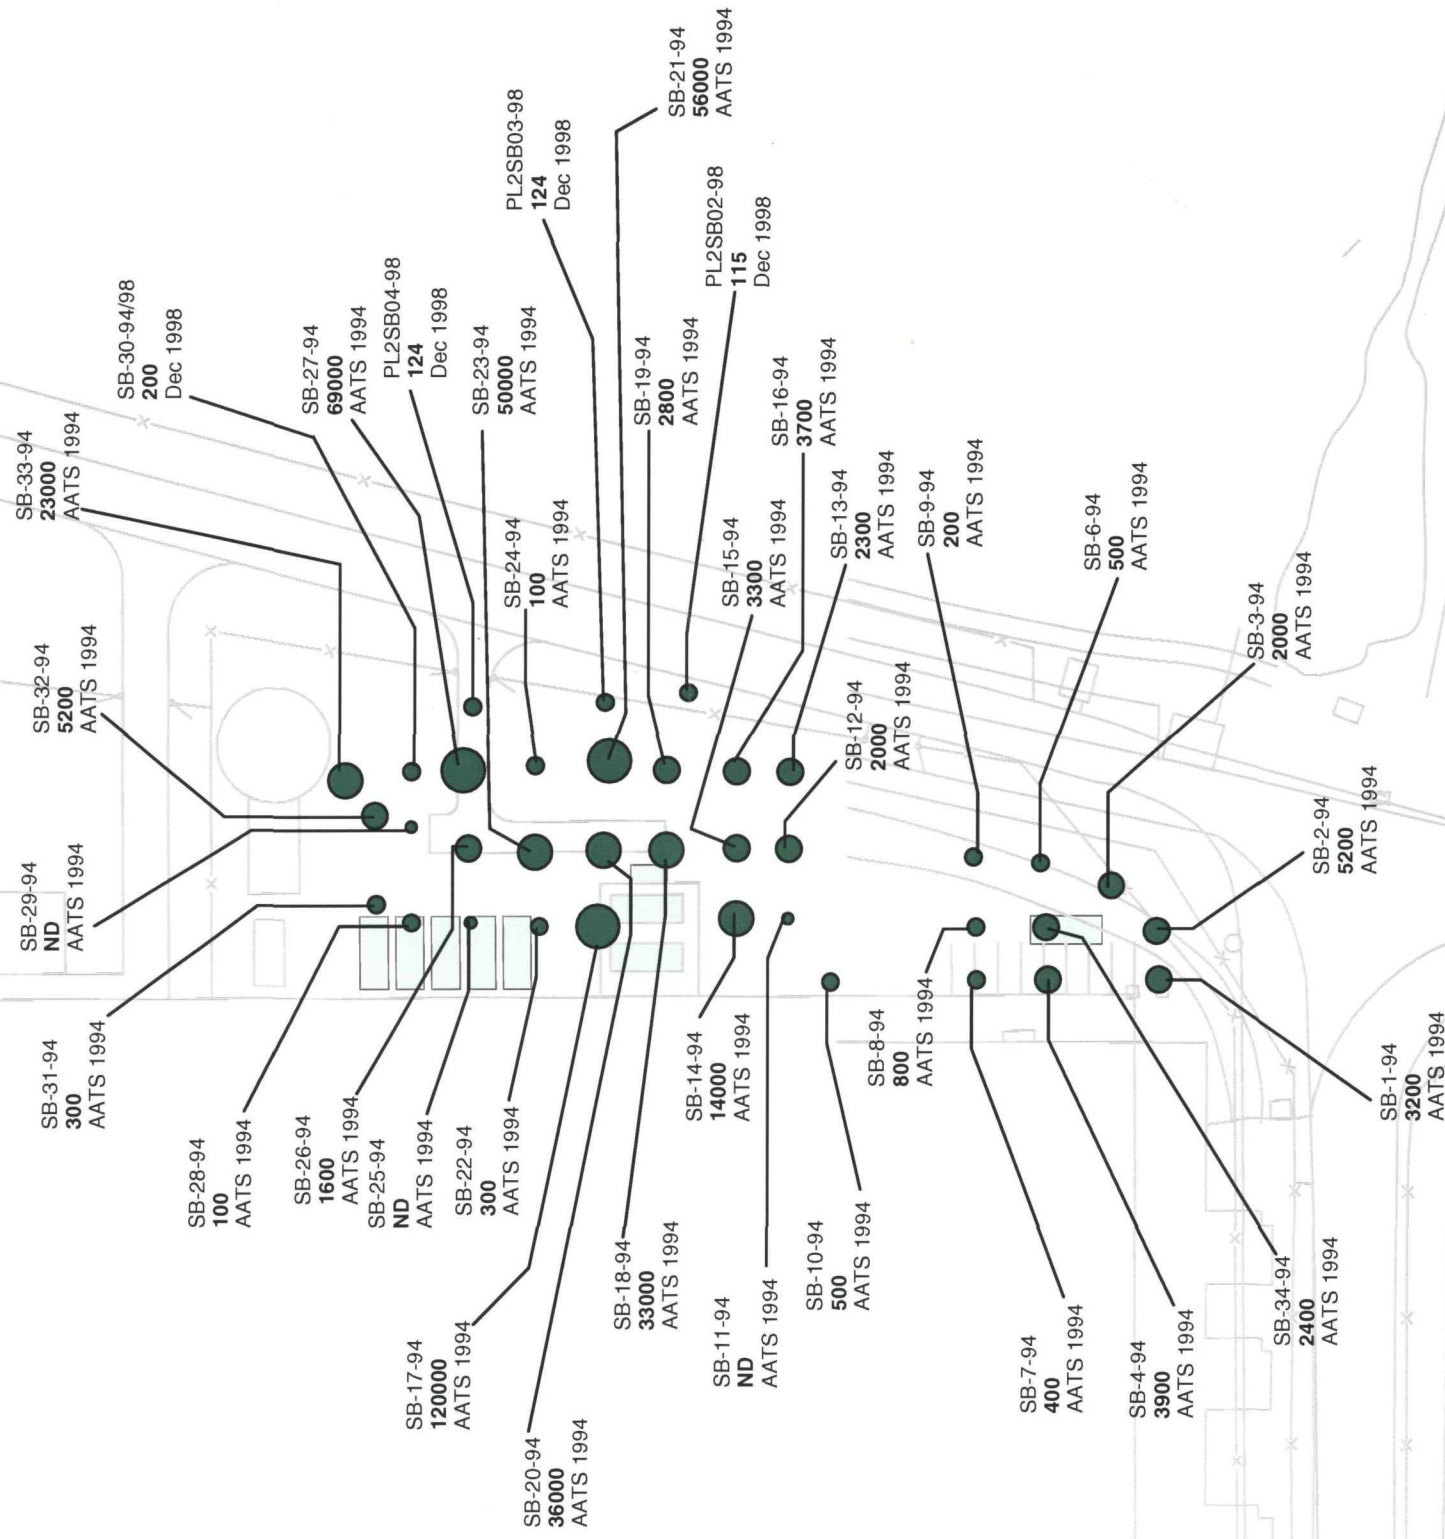 SB-33-94
23000
AATS 1994
SB-30-94/98
200
Dec 1998
SB-27-94
69000
AATS 1994
PL2SB04-98
124
Dec 1998
SB-23-94
50000
AATS 1994
PL2SB03-98
124
Dec 1998
SB-21-94
56000
AATS 1994
SB-32-94
5200
AATS 1994
SB-24-94
100
AATS 1994
SB-19-94
2800
AATS 1994
PL2SB02-98
115
Dec 1998
SB-29-94
ND
AATS 1994
SB-15-94
3300
AATS 1994
SB-16-94
3700
AATS 1994
SB-13-94
2300
AATS 1994
SB-9-94
200
AATS 1994
SB-6-94
500
AATS 1994
SB-12-94
2000
AATS 1994
SB-3-94
2000
AATS 1994
SB-2-94
5200
AATS 1994
SB-31-94
300
AATS 1994
SB-28-94
100
AATS 1994
SB-26-94
1600
AATS 1994
SB-25-94
ND
AATS 1994
SB-22-94
300
AATS 1994
SB-14-94
14000
AATS 1994
SB-8-94
800
AATS 1994
SB-1-94
3200
AATS 1994
SB-17-94
120000
AATS 1994
SB-20-94
36000
AATS 1994
SB-18-94
33000
AATS 1994
SB-11-94
ND
AATS 1994
SB-10-94
500
AATS 1994
SB-7-94
400
AATS 1994
SB-4-94
3900
AATS 1994
SB-34-94
2400
AATS 1994